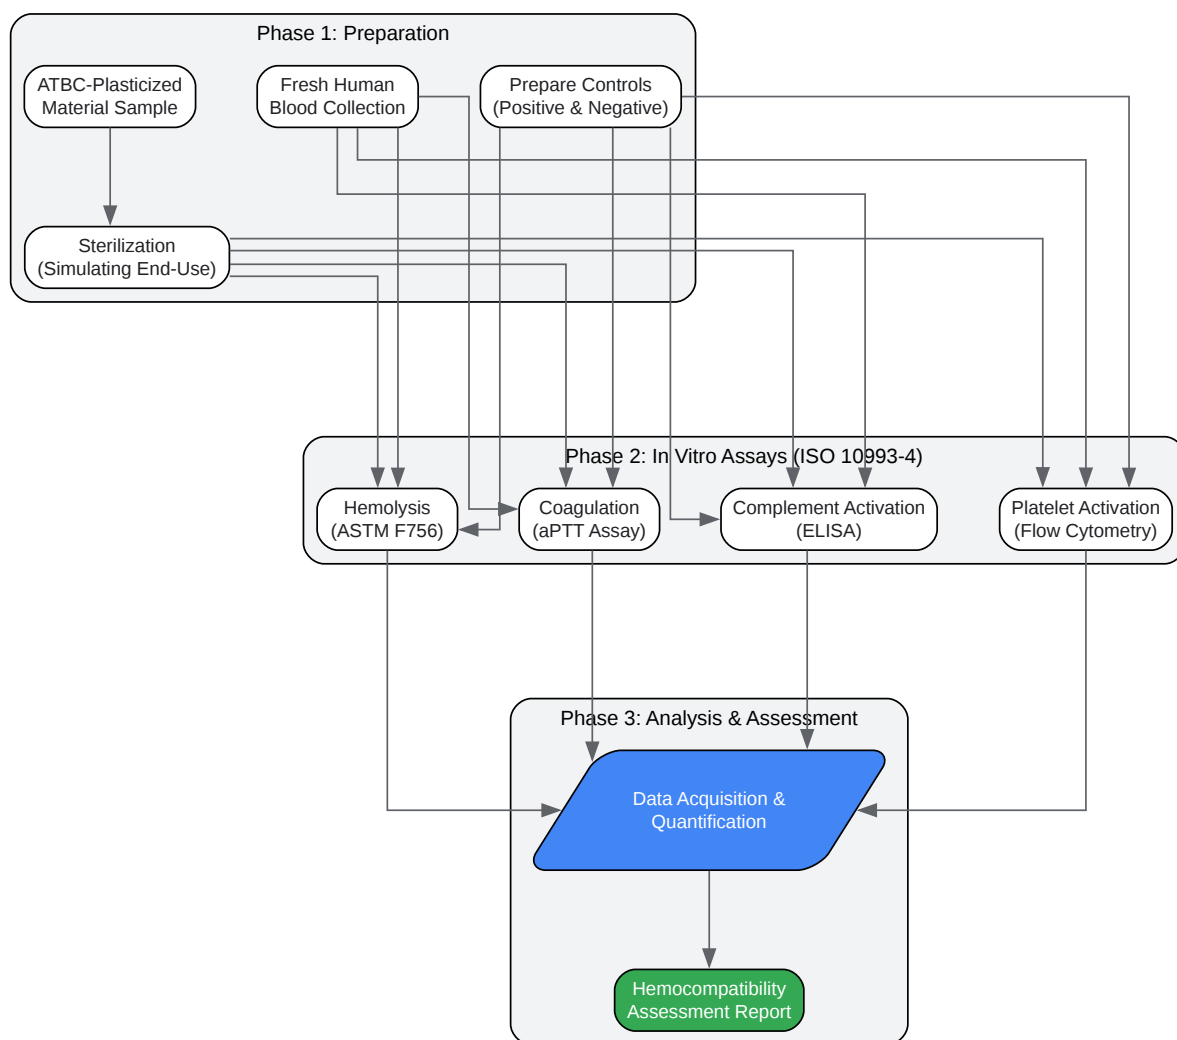 Phase 1: Preparation
ATBC-Plasticized
Material Sample
Fresh Human
Blood Collection
Prepare Controls
(Positive & Negative)
Sterilization
(Simulating End-Use)
Phase 2: In Vitro Assays (ISO 10993-4)
Hemolysis
(ASTM F756)
Coagulation
(aPTT Assay)
Complement Activation
(ELISA)
Platelet Activation
(Flow Cytometry)
Phase 3: Analysis & Assessment
Data Acquisition &
Quantification
Hemocompatibility
Assessment Report